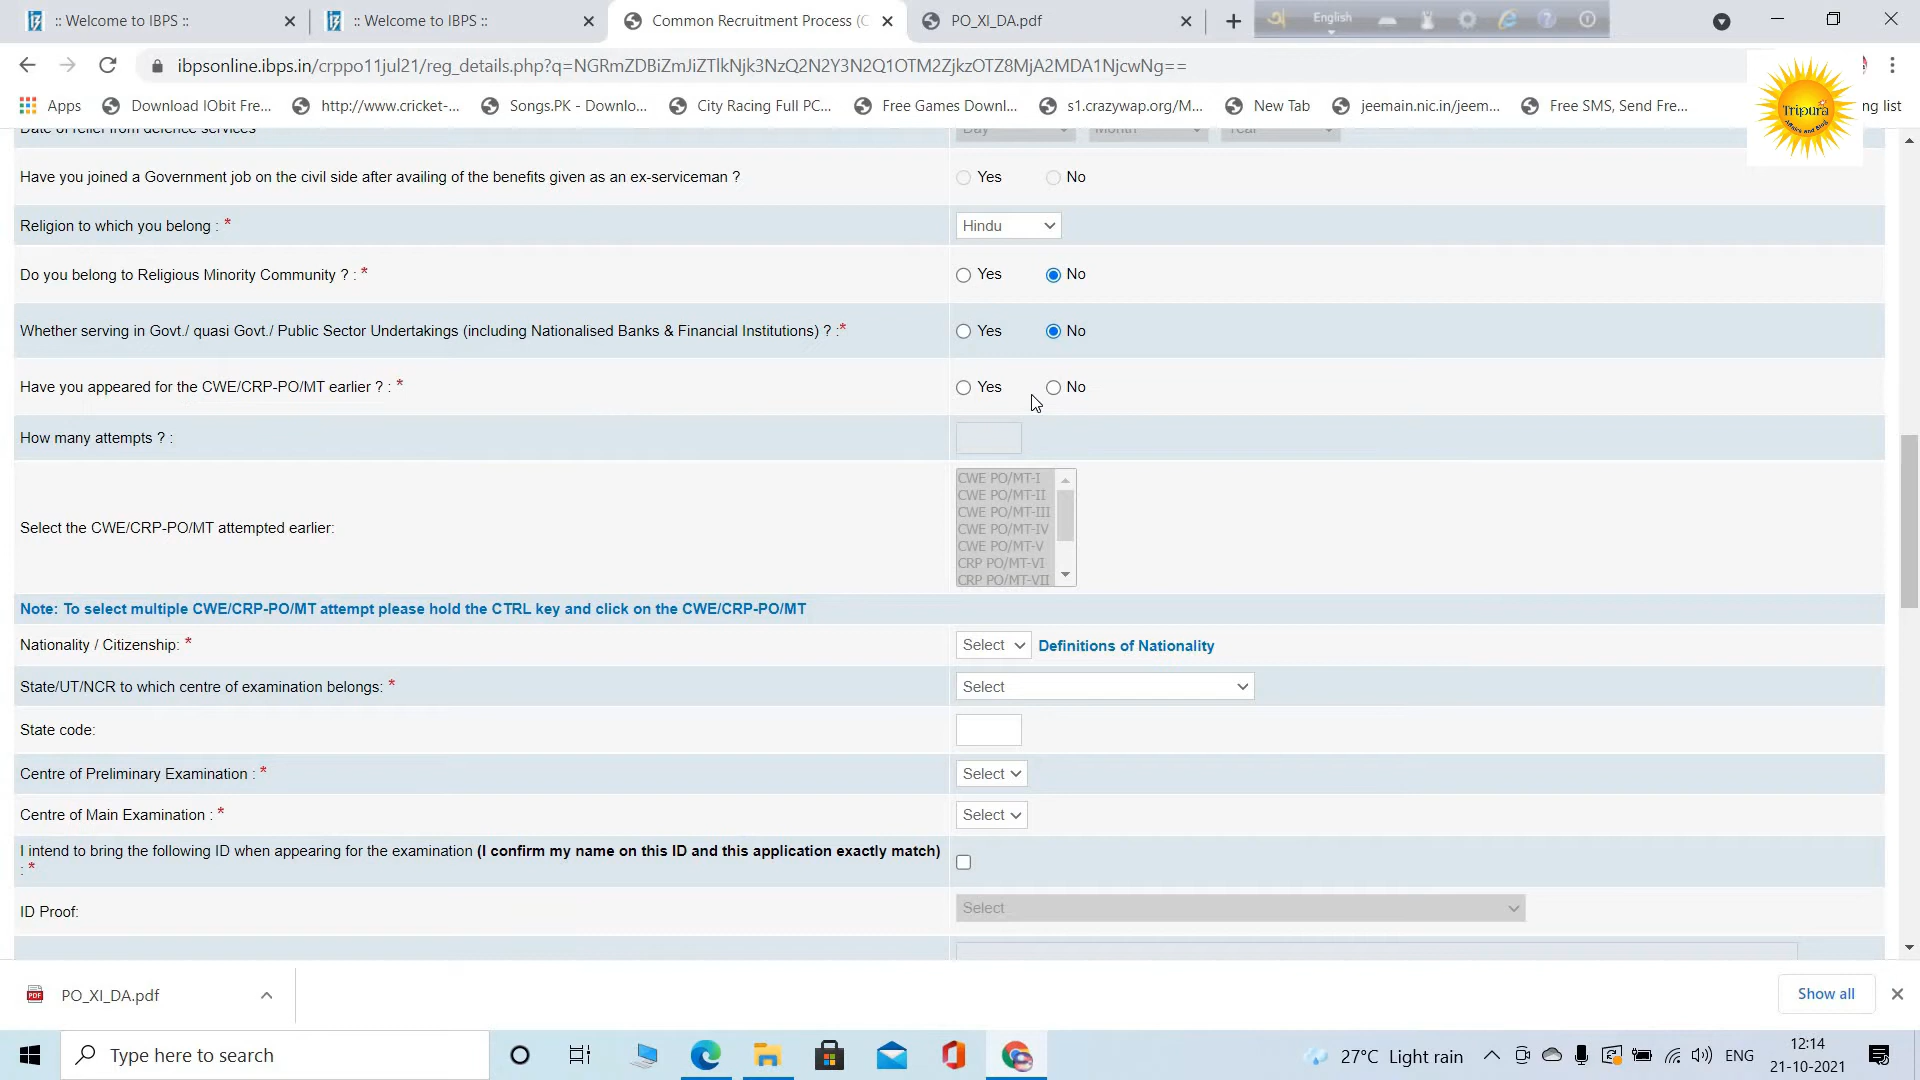 :: Welcome to IBPS ::
:: Welcome to IBPS ::
Common Recruitment Process (C
PO_XI_DA.pdf
English
ibpsonline.ibps.in/crppo11jul21/reg_details.php?q=NGRmZDBiZmJiZTlkNjk3NzQ2N2Y3N2Q1OTM2ZjkzOTZ8MjA2MDA1NjcwNg==
Apps
Download IObit Fre...
http://www.cricket-...
Songs.PK - Downlo...
City Racing Full PC...
Free Games Downl...
s1.crazywap.org/M...
New Tab
jeemain.nic.in/jeem...
Free SMS, Send Fre...
ng list
Tripura
Affairs and Blog
Date of relief from defence services
Day Month Year
Have you joined a Government job on the civil side after availing of the benefits given as an ex-serviceman ?
Yes No
Religion to which you belong : *
Hindu
Do you belong to Religious Minority Community ? : *
Yes No
Whether serving in Govt./ quasi Govt./ Public Sector Undertakings (including Nationalised Banks & Financial Institutions) ? :*
Yes No
Have you appeared for the CWE/CRP-PO/MT earlier ? : *
Yes No
How many attempts ? :
Select the CWE/CRP-PO/MT attempted earlier:
CWE PO/MT-I
CWE PO/MT-II
CWE PO/MT-III
CWE PO/MT-IV
CWE PO/MT-V
CRP PO/MT-VI
CRP PO/MT-VII
Note: To select multiple CWE/CRP-PO/MT attempt please hold the CTRL key and click on the CWE/CRP-PO/MT
Nationality / Citizenship: *
Select Definitions of Nationality
State/UT/NCR to which centre of examination belongs: *
Select
State code:
Centre of Preliminary Examination : *
Select
Centre of Main Examination : *
Select
I intend to bring the following ID when appearing for the examination (I confirm my name on this ID and this application exactly match)
: *
ID Proof:
Select
PO_XI_DA.pdf
Show all
Type here to search
27°C Light rain
ENG
12:14
21-10-2021